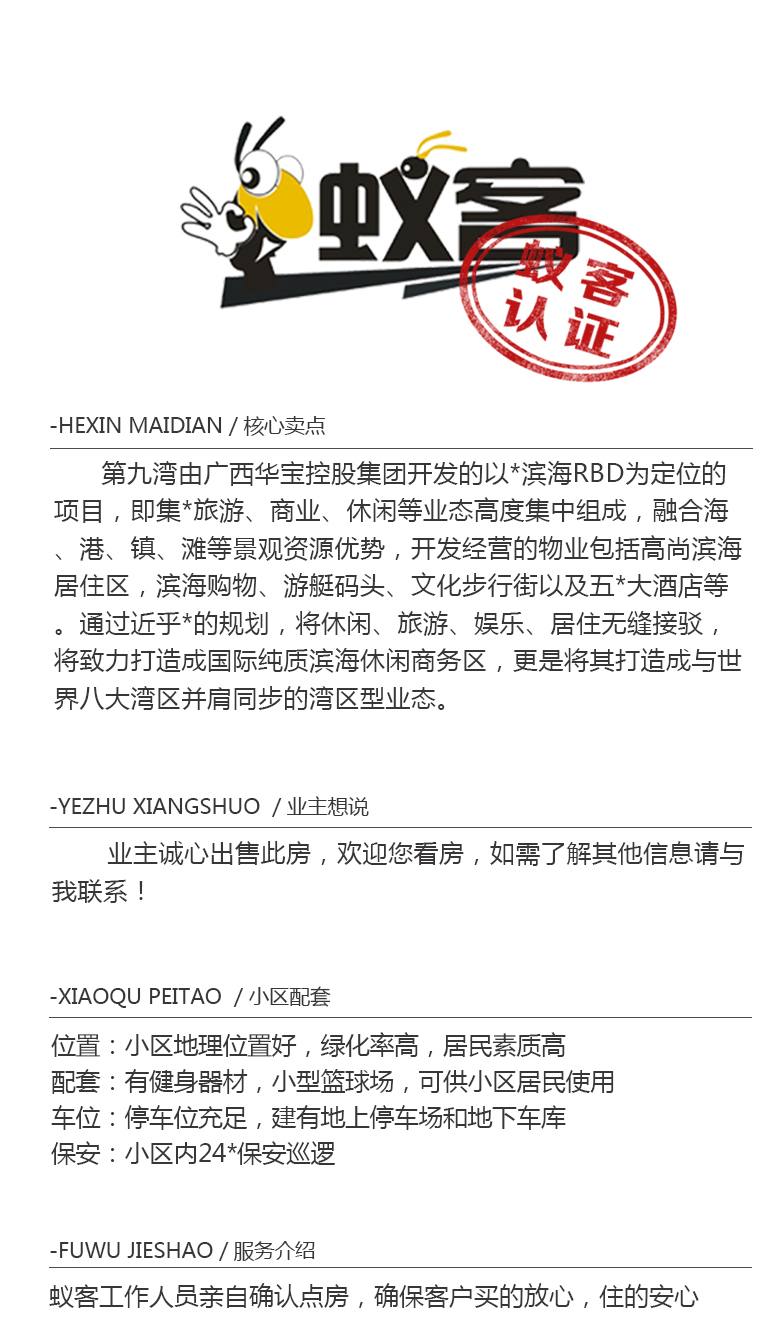 蚁客
蚁客
认证
-HEXIN MAIDIAN / 核心卖点
第九湾由广西华宝控股集团开发的以*滨海RBD为定位的
项目，即集*旅游、商业、休闲等业态高度集中组成，融合海
、港、镇、滩等景观资源优势，开发经营的物业包括高尚滨海
居住区，滨海购物、游艇码头、文化步行街以及五*大酒店等
。通过近乎*的规划，将休闲、旅游、娱乐、居住无缝接驳，
将致力打造成国际纯质滨海休闲商务区，更是将其打造成与世
界八大湾区并肩同步的湾区型业态。
-YEZHU XIANGSHUO / 业主想说
业主诚心出售此房，欢迎您看房，如需了解其他信息请与
我联系！
-XIAOQU PEITAO / 小区配套
位置：小区地理位置好，绿化率高，居民素质高
配套：有健身器材，小型篮球场，可供小区居民使用
车位：停车位充足，建有地上停车场和地下车库
保安：小区内24*保安巡逻
-FUWU JIESHAO / 服务介绍
蚁客工作人员亲自确认点房，确保客户买的放心，住的安心